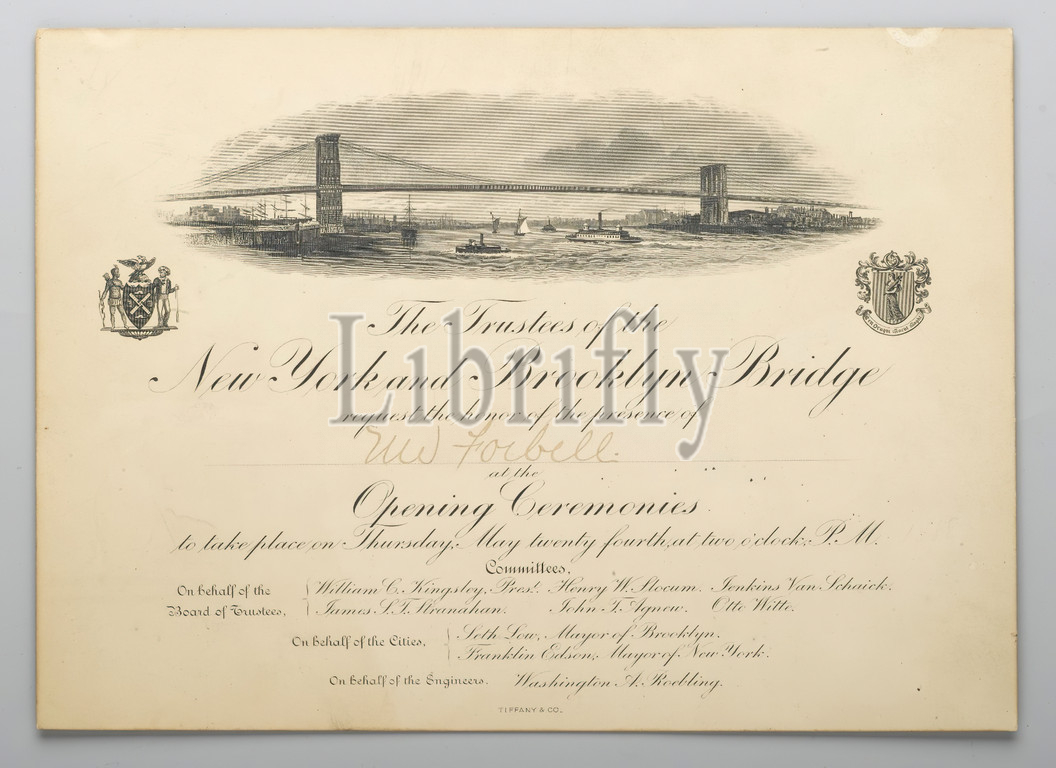 The Trustees of the
New York and Brooklyn Bridge
request the honor of the presence of
Forbell
at the
Opening Ceremonies
to take place on Thursday, May twenty fourth, at two o'clock, P. M.
Committees.
On behalf of the Board of Trustees,
William C. Kingsley, Prest. Henry W. Slocum. Jenkins Van Schaick.
James S. T. Stranahan. John T. Agnew. Otto Witte.
On behalf of the Cities,
Seth Low, Mayor of Brooklyn.
Franklin Edson, Mayor of New York.
On behalf of the Engineers. Washington A. Roebling.
TIFFANY & CO.
Librifly